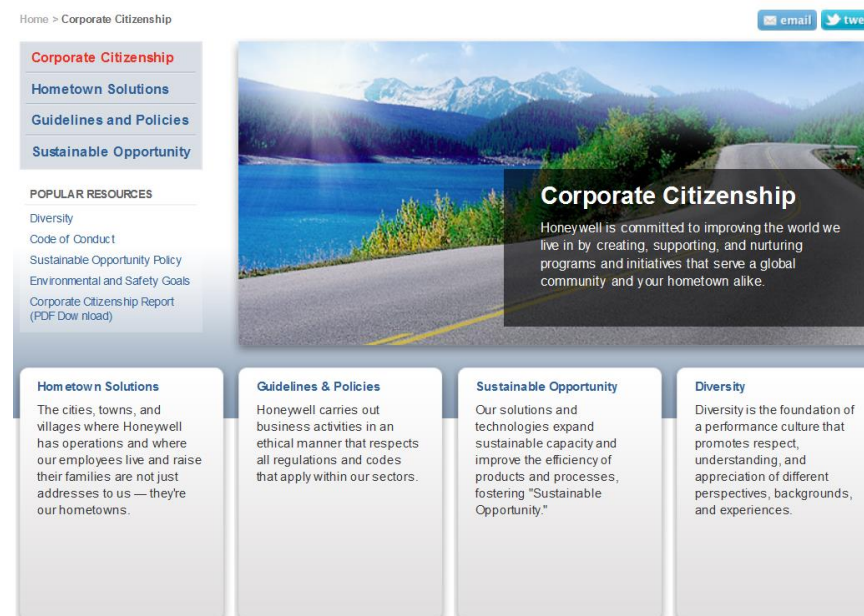 Home > Corporate Citizenship
email
Corporate Citizenship
Hometown Solutions
Guidelines and Policies
Sustainable Opportunity
POPULAR RESOURCES
Diversity
Code of Conduct
Sustainable Opportunity Policy
Environmental and Safety Goals
Corporate Citizenship Report
(PDF Download)
Corporate Citizenship
Honeywell is committed to improving the world we
live in by creating, supporting, and nurturing
programs and initiatives that serve a global
community and your hometown alike.
Hometown Solutions
The cities, towns, and
villages where Honeywell
has operations and where
our employees live and raise
their families are not just
addresses to us — they're
our hometowns.
Guidelines & Policies
Honeywell carries out
business activities in an
ethical manner that respects
all regulations and codes
that apply within our sectors.
Sustainable Opportunity
Our solutions and
technologies expand
sustainable capacity and
improve the efficiency of
products and processes,
fostering "Sustainable
Opportunity."
Diversity
Diversity is the foundation of
a performance culture that
promotes respect,
understanding, and
appreciation of different
perspectives, backgrounds,
and experiences.